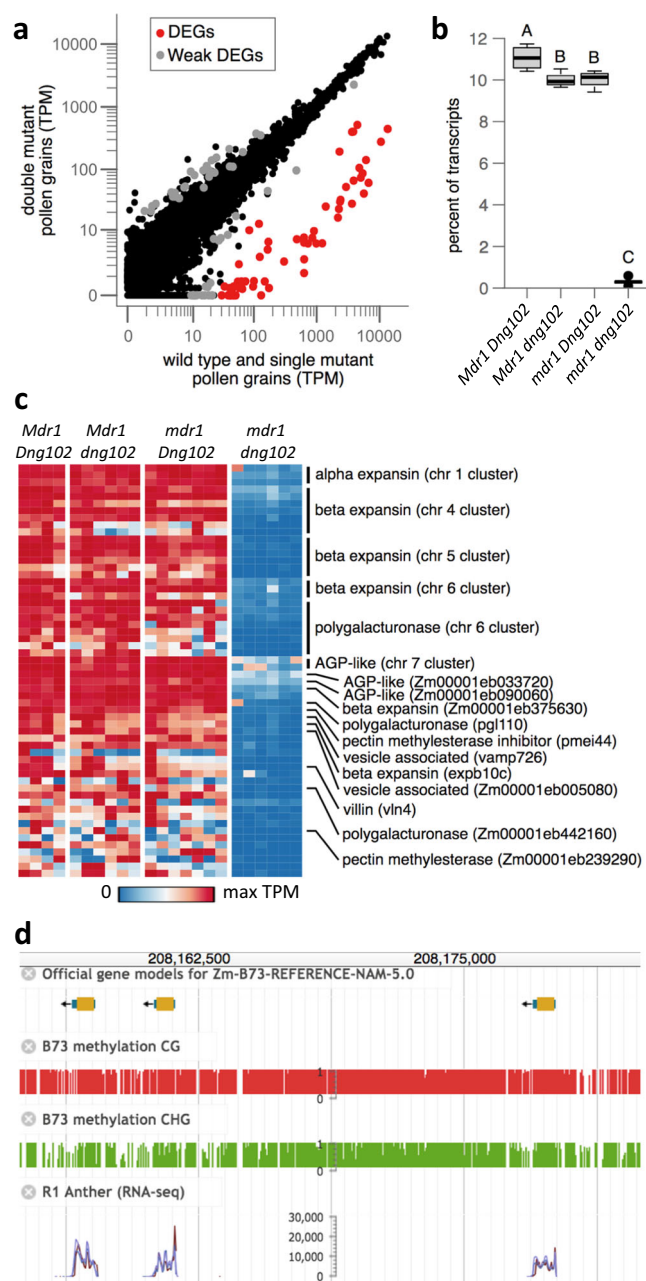 a
DEGs
Weak DEGs
10000
1000
100
10
0
double mutant
pollen grains (TPM)
0
10
100
1000
10000
wild type and single mutant
pollen grains (TPM)
b
12
10
8
6
4
2
0
percent of transcripts
A
B
B
C
Mdr1 Dng102
Mdr1 dng102
mdr1 Dng102
mdr1 dng102
c
Mdr1 Dng102
Mdr1 dng102
mdr1 Dng102
mdr1 dng102
alpha expansin (chr 1 cluster)
beta expansin (chr 4 cluster)
beta expansin (chr 5 cluster)
beta expansin (chr 6 cluster)
polygalacturonase (chr 6 cluster)
AGP-like (chr 7 cluster)
AGP-like (Zm00001eb033720)
AGP-like (Zm00001eb090060)
beta expansin (Zm00001eb375630)
polygalacturonase (pgl110)
pectin methylesterase inhibitor (pmei44)
vesicle associated (vamp726)
beta expansin (expb10c)
vesicle associated (Zm00001eb005080)
villin (vln4)
polygalacturonase (Zm00001eb442160)
pectin methylesterase (Zm00001eb239290)
0 max TPM
d
208,162,500 208,175,000
Official gene models for Zm-B73-REFERENCE-NAM-5.0
B73 methylation CG
1
0
B73 methylation CHG
1
0
R1 Anther (RNA-seq)
30,000
20,000
10,000
0